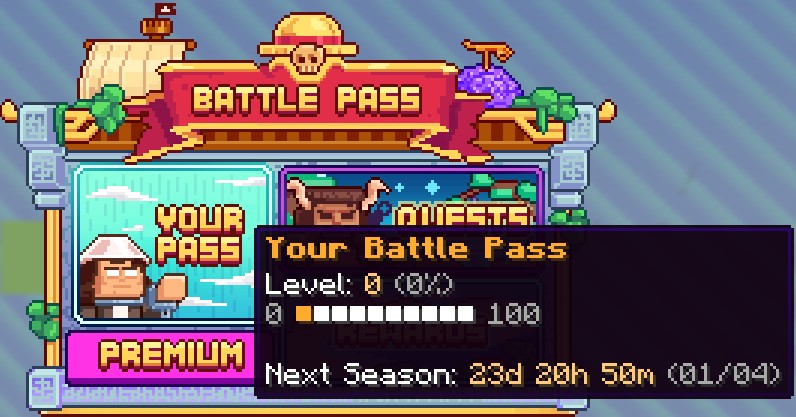 BATTLE PASS
YOUR
PASS
QUESTS
Your Battle Pass
Level: 0 (0%)
0 100
REWARDS
PREMIUM
Next Season: 23d 20h 50m (01/04)